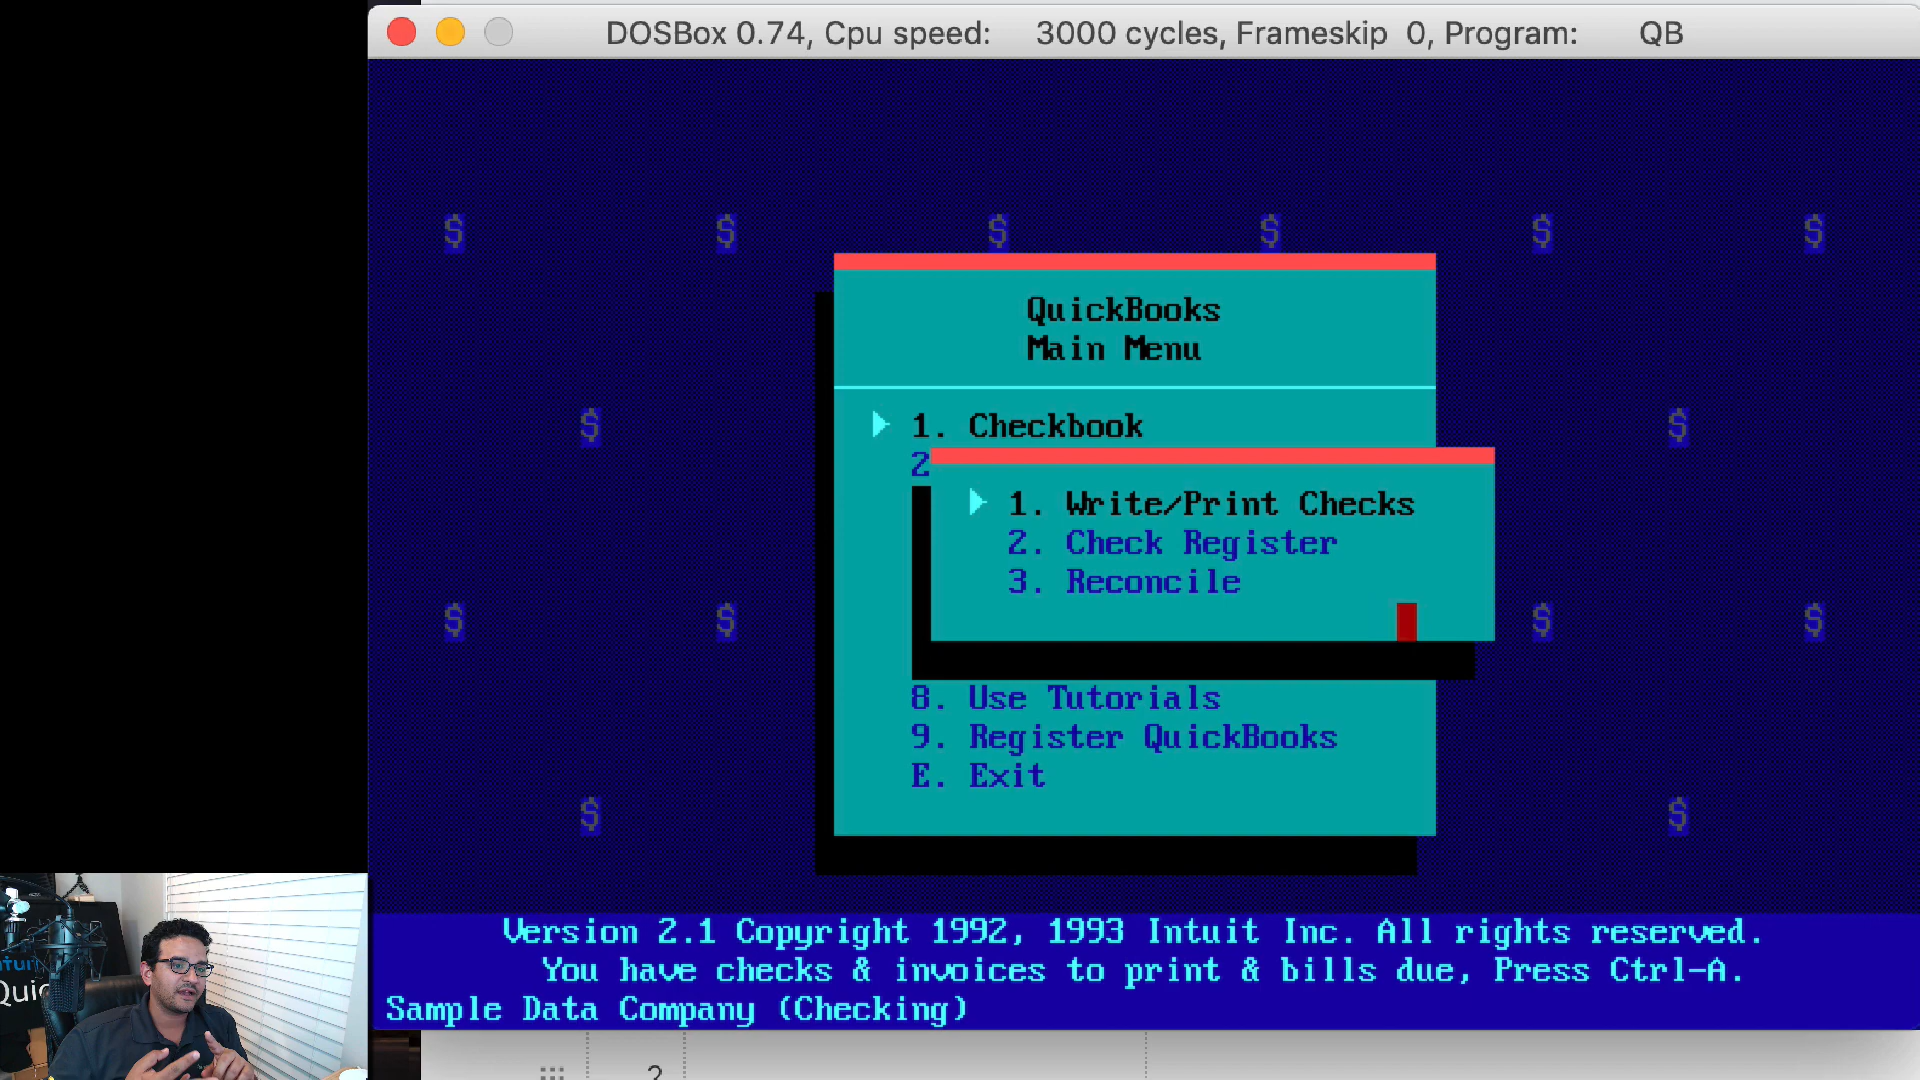 DOSBox 0.74, Cpu speed: 3000 cycles, Frameskip 0, Program: QB
$ $ $ $ $ $
QuickBooks
Main Menu
1. Checkbook
$ $
2
1. Write/Print Checks
2. Check Register
3. Reconcile
$ $ $ $
8. Use Tutorials
9. Register QuickBooks
E. Exit
$ $
Version 2.1 Copyright 1992, 1993 Intuit Inc. All rights reserved.
You have checks & invoices to print & bills due, Press Ctrl-A.
Sample Data Company (Checking)
ntui
Quic
?